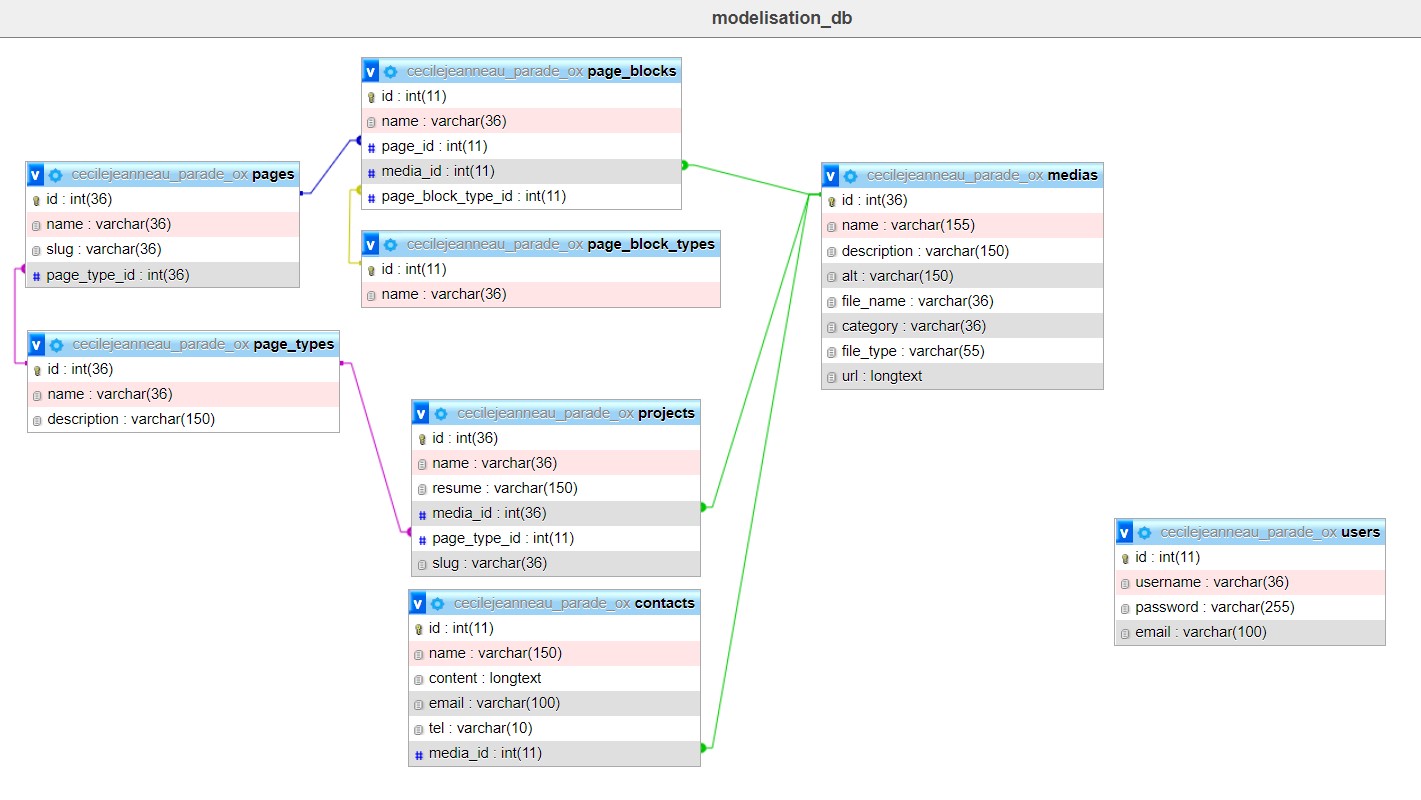 modelisation_db
v cecilejeanneau_parade_ox page_blocks
id : int(11)
name : varchar(36)
# page_id : int(11)
# media_id : int(11)
# page_block_type_id : int(11)
v cecilejeanneau_parade_ox pages
id : int(36)
name : varchar(36)
slug : varchar(36)
# page_type_id : int(36)
v cecilejeanneau_parade_ox medias
id : int(36)
name : varchar(155)
description : varchar(150)
alt : varchar(150)
file_name : varchar(36)
category : varchar(36)
file_type : varchar(55)
url : longtext
v cecilejeanneau_parade_ox page_block_types
id : int(11)
name : varchar(36)
v cecilejeanneau_parade_ox page_types
id : int(36)
name : varchar(36)
description : varchar(150)
v cecilejeanneau_parade_ox projects
id : int(36)
name : varchar(36)
resume : varchar(150)
# media_id : int(36)
# page_type_id : int(11)
slug : varchar(36)
v cecilejeanneau_parade_ox users
id : int(11)
username : varchar(36)
password : varchar(255)
email : varchar(100)
v cecilejeanneau_parade_ox contacts
id : int(11)
name : varchar(150)
content : longtext
email : varchar(100)
tel : varchar(10)
# media_id : int(11)